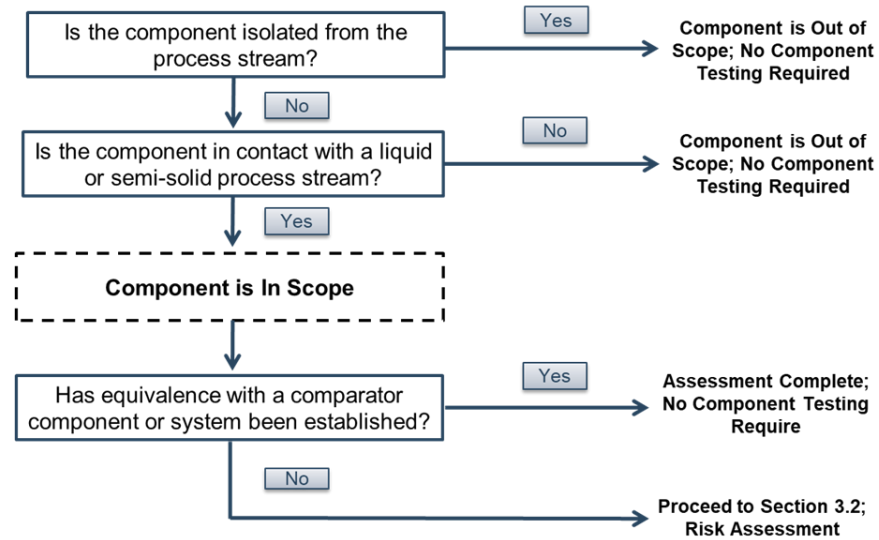 Is the component isolated from the
process stream?
Yes
Component is Out of
Scope; No Component
Testing Required
No
Is the component in contact with a liquid
or semi-solid process stream?
No
Component is Out of
Scope; No Component
Testing Required
Yes
Component is In Scope
Has equivalence with a comparator
component or system been established?
Yes
Assessment Complete;
No Component Testing
Require
No
Proceed to Section 3.2;
Risk Assessment